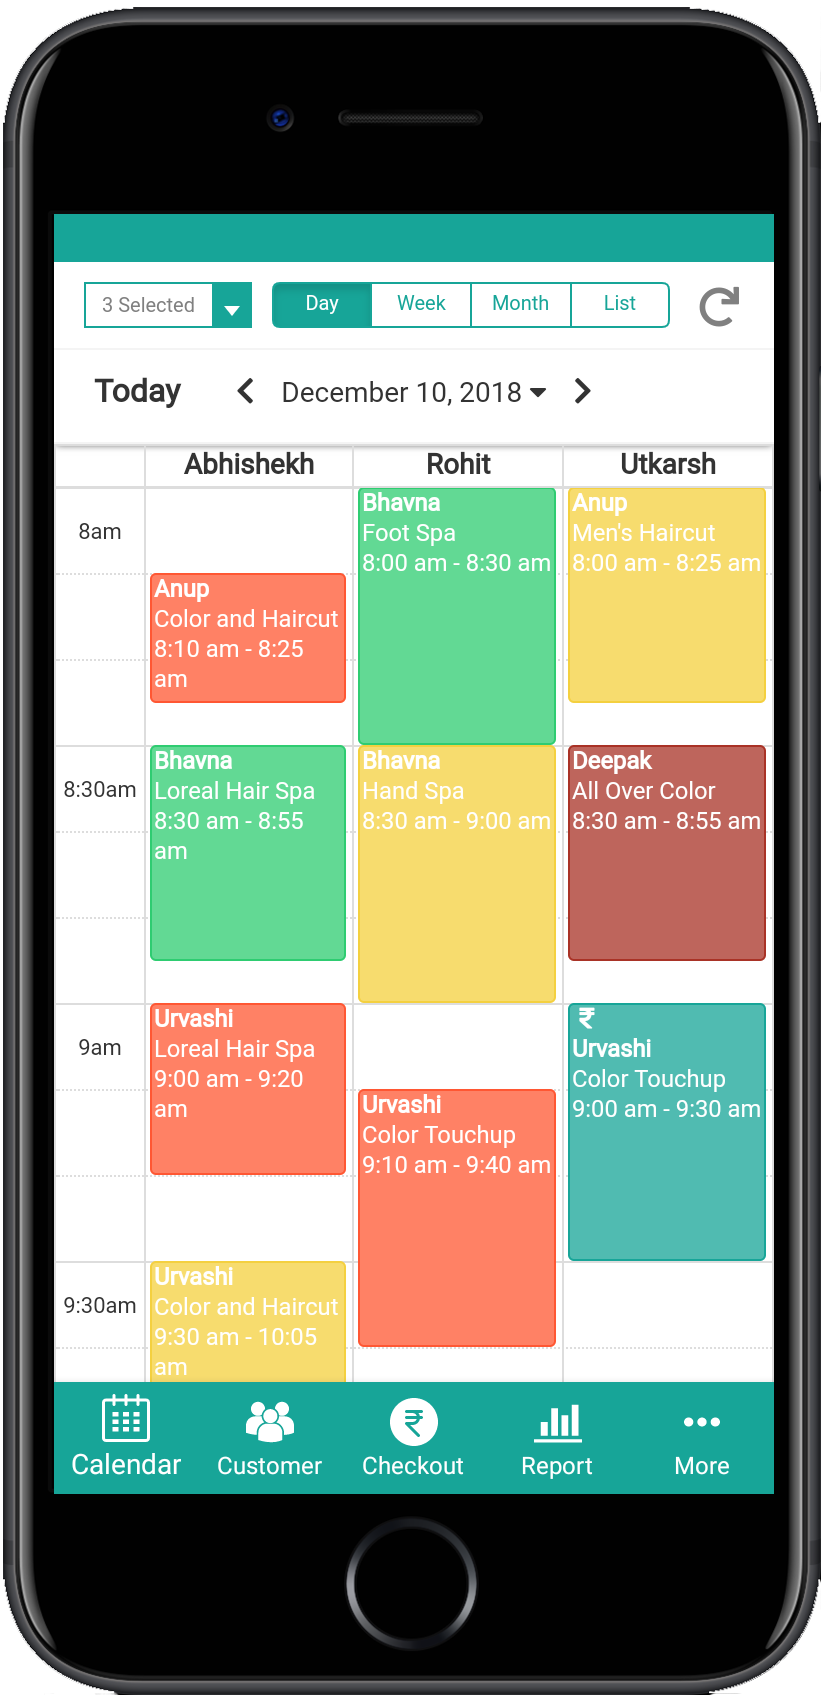 3 Selected
Day Week Month List
Today December 10, 2018
Abhishekh Rohit Utkarsh
8am
Bhavna
Foot Spa
8:00 am - 8:30 am
Anup
Men's Haircut
8:00 am - 8:25 am
Anup
Color and Haircut
8:10 am - 8:25
am
8:30am
Bhavna
Loreal Hair Spa
8:30 am - 8:55
am
Bhavna
Hand Spa
8:30 am - 9:00 am
Deepak
All Over Color
8:30 am - 8:55 am
9am
Urvashi
Loreal Hair Spa
9:00 am - 9:20
am
Urvashi
Color Touchup
9:10 am - 9:40 am
₹
Urvashi
Color Touchup
9:00 am - 9:30 am
9:30am
Urvashi
Color and Haircut
9:30 am - 10:05
am
₹
Calendar Customer Checkout Report More